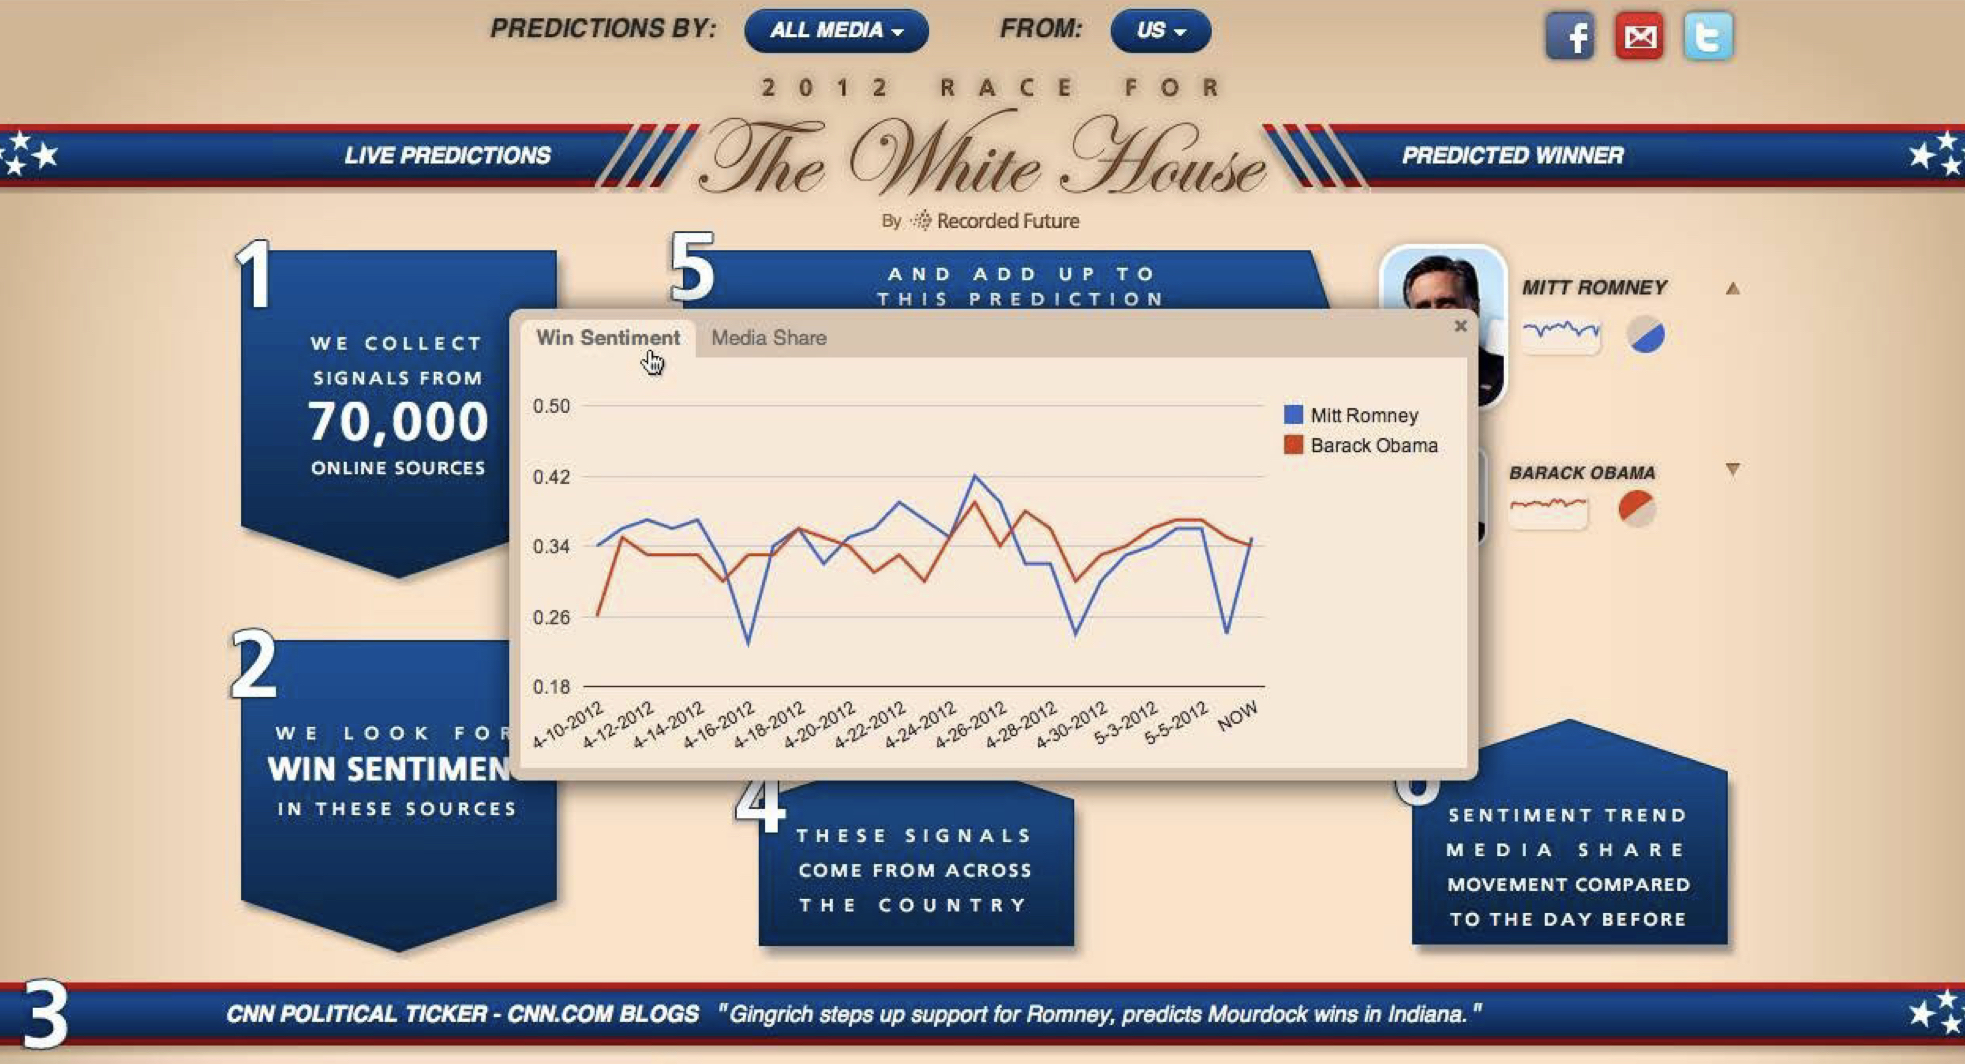 PREDICTIONS BY: ALL MEDIA FROM: US
2012 RACE FOR
The White House
LIVE PREDICTIONS
PREDICTED WINNER
By Recorded Future
1
WE COLLECT
SIGNALS FROM
70,000
ONLINE SOURCES
5
AND ADD UP TO
THIS PREDICTION
MITT ROMNEY
BARACK OBAMA
Win Sentiment Media Share
0.50
0.42
0.34
0.26
0.18
Mitt Romney
Barack Obama
4-10-2012 4-12-2012 4-14-2012 4-16-2012 4-18-2012 4-20-2012 4-22-2012 4-24-2012 4-26-2012 4-28-2012 4-30-2012 5-3-2012 5-5-2012 NOW
2
WE LOOK FOR
WIN SENTIMEN
IN THESE SOURCES
4
THESE SIGNALS
COME FROM ACROSS
THE COUNTRY
SENTIMENT TREND
MEDIA SHARE
MOVEMENT COMPARED
TO THE DAY BEFORE
3
CNN POLITICAL TICKER - CNN.COM BLOGS "Gingrich steps up support for Romney, predicts Mourdock wins in Indiana."